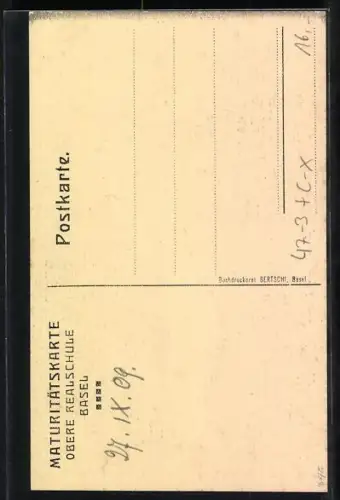 MATURITÄTSKARTE
OBERE REALSCHULE
BASEL
27. IX. 09.
Postkarte.
Buchdruckerei BERTSCHI, Basel.
47-3 + C-X
16,-